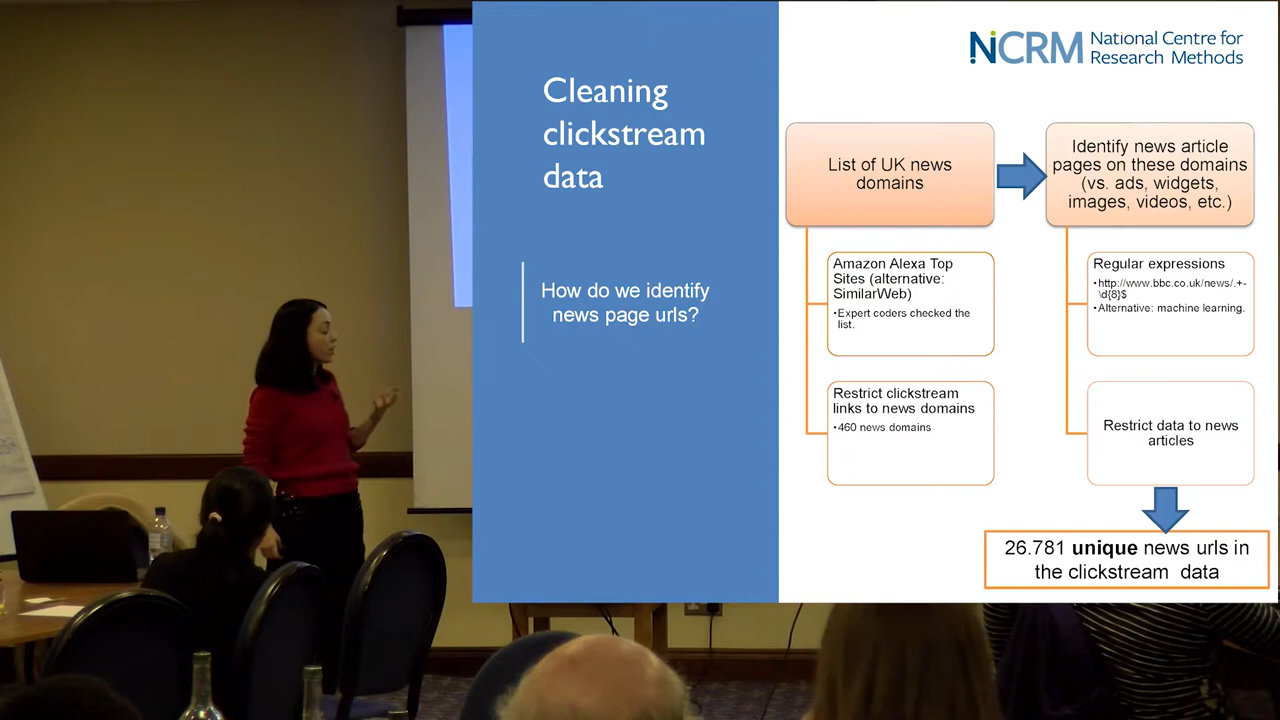 Cleaning
clickstream
data
How do we identify
news page urls?
NCRM National Centre for
Research Methods
List of UK news
domains
Identify news article
pages on these domains
(vs. ads, widgets,
images, videos, etc.)
Amazon Alexa Top
Sites (alternative:
SimilarWeb)
•Expert coders checked the
list.
Restrict clickstream
links to news domains
•460 news domains
Regular expressions
•http://www.bbc.co.uk/news/.+-
\d{8}$
•Alternative: machine learning.
Restrict data to news
articles
26.781 unique news urls in
the clickstream data